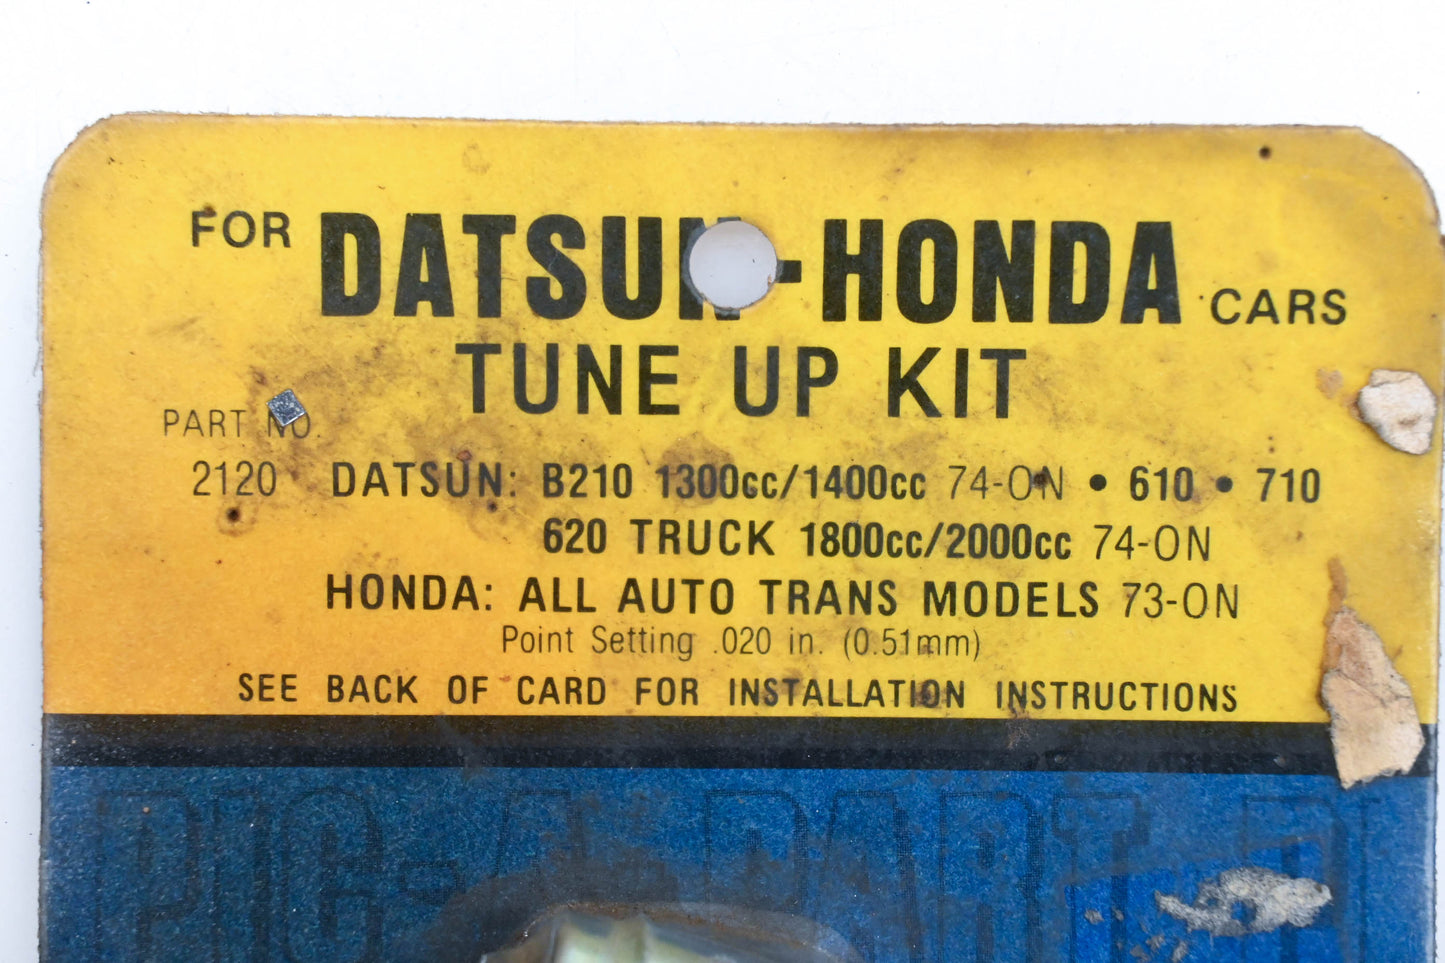 FOR DATSUN-HONDA CARS
TUNE UP KIT
PART NO.
2120 DATSUN: B210 1300cc/1400cc 74-ON • 610 • 710
620 TRUCK 1800cc/2000cc 74-ON
HONDA: ALL AUTO TRANS MODELS 73-ON
Point Setting .020 in. (0.51mm)
SEE BACK OF CARD FOR INSTALLATION INSTRUCTIONS
PIC-A-PART